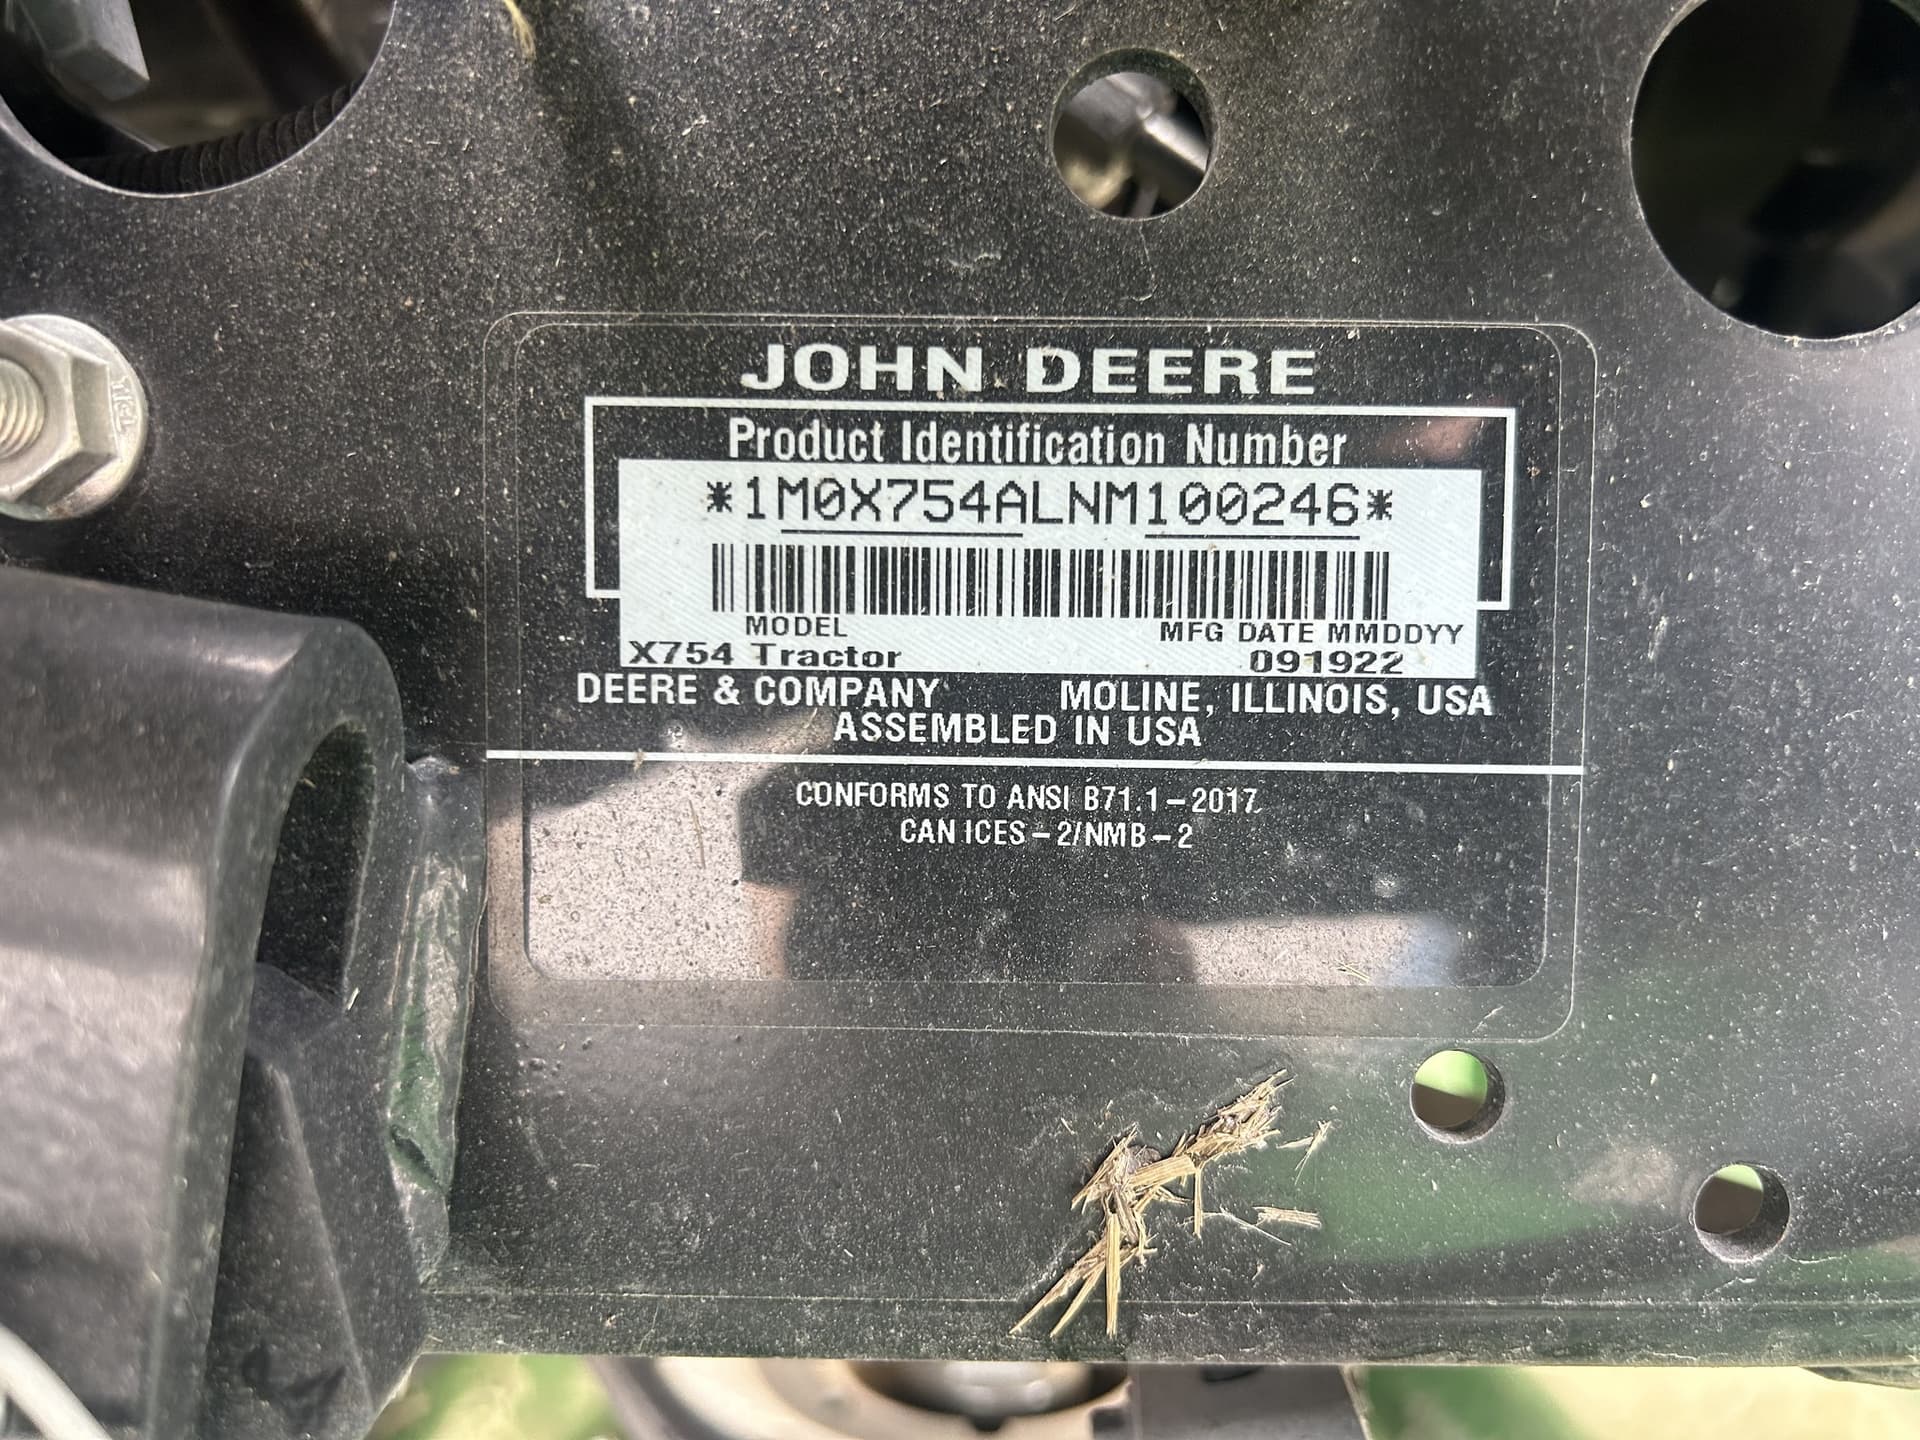 JOHN DEERE
Product Identification Number
*1M0X754ALNM100246*
MODEL MFG DATE MMDDYY
X754 Tractor 091922
DEERE & COMPANY MOLINE, ILLINOIS, USA
ASSEMBLED IN USA
CONFORMS TO ANSI B71.1-2017
CAN ICES-2/NMB-2